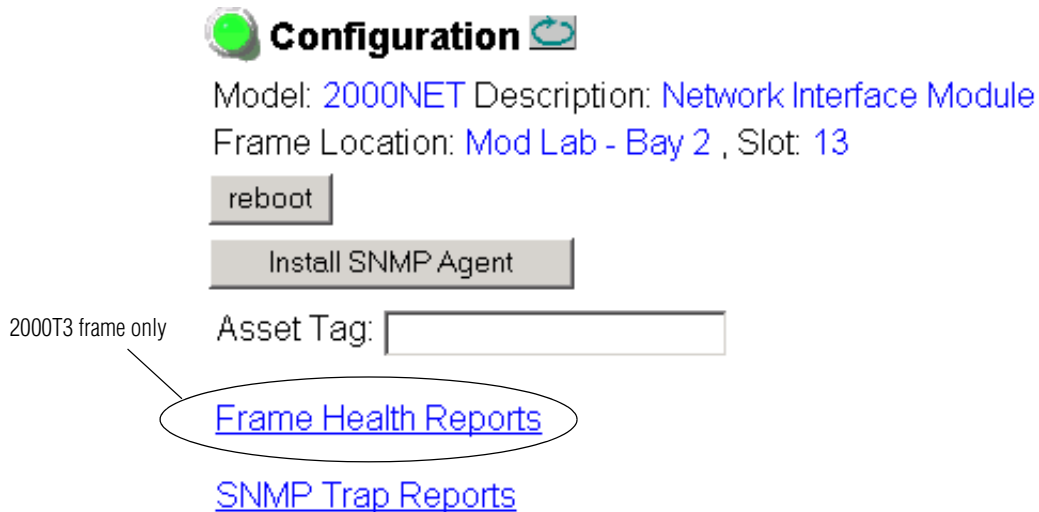 Configuration
Model: 2000NET Description: Network Interface Module
Frame Location: Mod Lab - Bay 2 , Slot: 13
reboot
Install SNMP Agent
2000T3 frame only
Asset Tag:
Frame Health Reports
SNMP Trap Reports